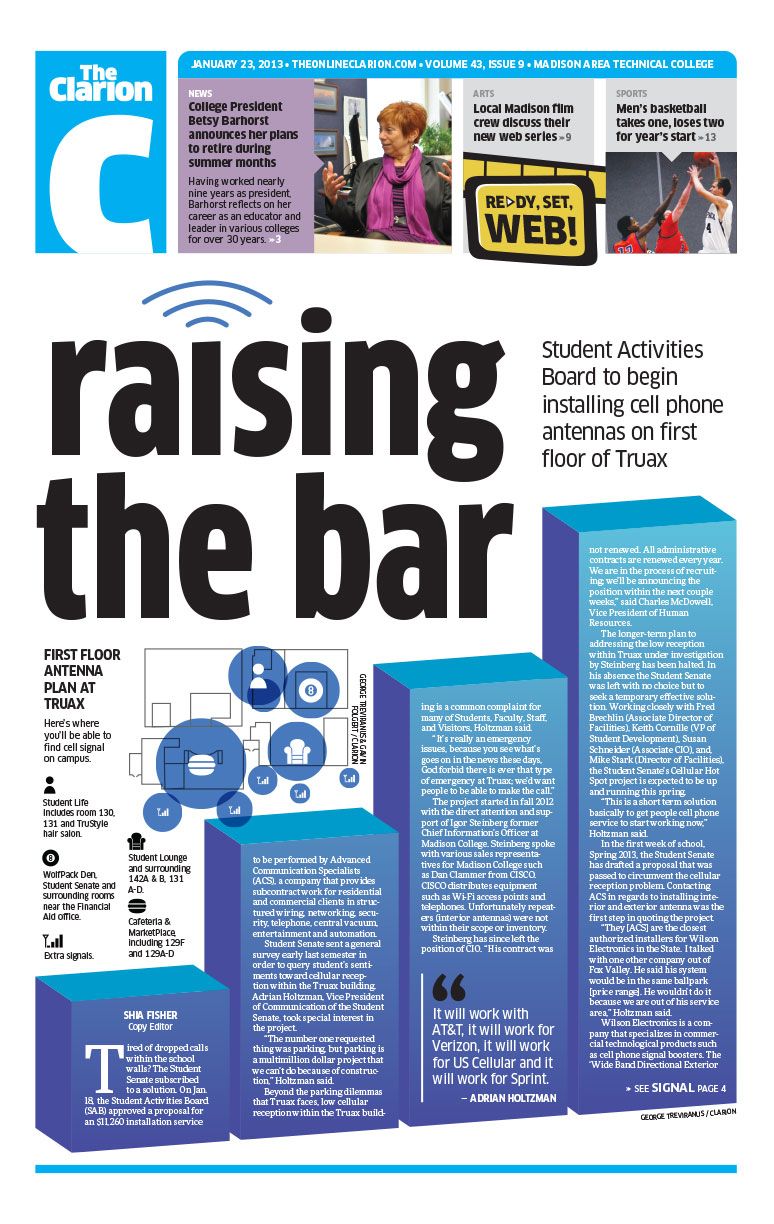 The
Clarion
C
JANUARY 23, 2013 • THEONLINECLARION.COM • VOLUME 43, ISSUE 9 • MADISON AREA TECHNICAL COLLEGE
NEWS
College President
Betsy Barhorst
announces her plans
to retire during
summer months
Having worked nearly
nine years as president,
Barhorst reflects on her
career as an educator and
leader in various colleges
for over 30 years. » 3
ARTS
Local Madison film
crew discuss their
new web series » 9
RE▷DY, SET,
WEB!
SPORTS
Men's basketball
takes one, loses two
for year's start » 13
4
raising
the bar
Student Activities
Board to begin
installing cell phone
antennas on first
floor of Truax
FIRST FLOOR
ANTENNA
PLAN AT
TRUAX
Here's where
you'll be able to
find cell signal
on campus.
Student Life
Includes room 130,
131 and TruStyle
hair salon.
8
WolfPack Den,
Student Senate and
surrounding rooms
near the Financial
Aid office.
Extra signals.
Student Lounge
and surrounding
142A & B, 131
A-D.
Cafeteria &
MarketPlace,
including 129F
and 129A-D
8
GEORGE TREVIRANUS & GAVIN
FOLGERT / CLARION
SHIA FISHER
Copy Editor
Tired of dropped calls
within the school
walls? The Student
Senate subscribed
to a solution. On Jan.
18, the Student Activities Board
(SAB) approved a proposal for
an $11,260 installation service
to be performed by Advanced
Communication Specialists
(ACS), a company that provides
subcontract work for residential
and commercial clients in struc-
tured wiring, networking, secu-
rity, telephone, central vacuum,
entertainment and automation.
Student Senate sent a general
survey early last semester in
order to query student's senti-
ments toward cellular recep-
tion within the Truax building.
Adrian Holtzman, Vice President
of Communication of the Student
Senate, took special interest in
the project.
"The number one requested
thing was parking, but parking is
a multimillion dollar project that
we can't do because of construc-
tion," Holtzman said.
Beyond the parking dilemmas
that Truax faces, low cellular
reception within the Truax build-
ing is a common complaint for
many of Students, Faculty, Staff,
and Visitors, Holtzman said.
"It's really an emergency
issues, because you see what's
goes on in the news these days,
God forbid there is ever that type
of emergency at Truax; we'd want
people to be able to make the call."
The project started in fall 2012
with the direct attention and sup-
port of Igor Steinberg former
Chief Information's Officer at
Madison College. Steinberg spoke
with various sales representa-
tives for Madison College such
as Dan Clammer from CISCO.
CISCO distributes equipment
such as Wi-Fi access points and
telephones. Unfortunately repeat-
ers (interior antennas) were not
within their scope or inventory.
Steinberg has since left the
position of CIO. "His contract was
“
It will work with
AT&T, it will work for
Verizon, it will work
for US Cellular and it
will work for Sprint.
– ADRIAN HOLTZMAN
not renewed. All administrative
contracts are renewed every year.
We are in the process of recruit-
ing; we'll be announcing the
position within the next couple
weeks," said Charles McDowell,
Vice President of Human
Resources.
The longer-term plan to
addressing the low reception
within Truax under investigation
by Steinberg has been halted. In
his absence the Student Senate
was left with no choice but to
seek a temporary effective solu-
tion. Working closely with Fred
Brechlin (Associate Director of
Facilities), Keith Cornille (VP of
Student Development), Susan
Schneider (Associate CIO), and,
Mike Stark (Director of Facilities),
the Student Senate's Cellular Hot
Spot project is expected to be up
and running this spring.
"This is a short term solution
basically to get people cell phone
service to start working now,"
Holtzman said.
In the first week of school,
Spring 2013, the Student Senate
has drafted a proposal that was
passed to circumvent the cellular
reception problem. Contacting
ACS in regards to installing inte-
rior and exterior antenna was the
first step in quoting the project.
"They [ACS] are the closest
authorized installers for Wilson
Electronics in the State. I talked
with one other company out of
Fox Valley. He said his system
would be in the same ballpark
[price range]. He wouldn't do it
because we are out of his service
area," Holtzman said.
Wilson Electronics is a com-
pany that specializes in commer-
cial technological products such
as cell phone signal boosters. The
'Wide Band Directional Exterior
» SEE SIGNAL PAGE 4
GEORGE TREVIRANUS / CLARION